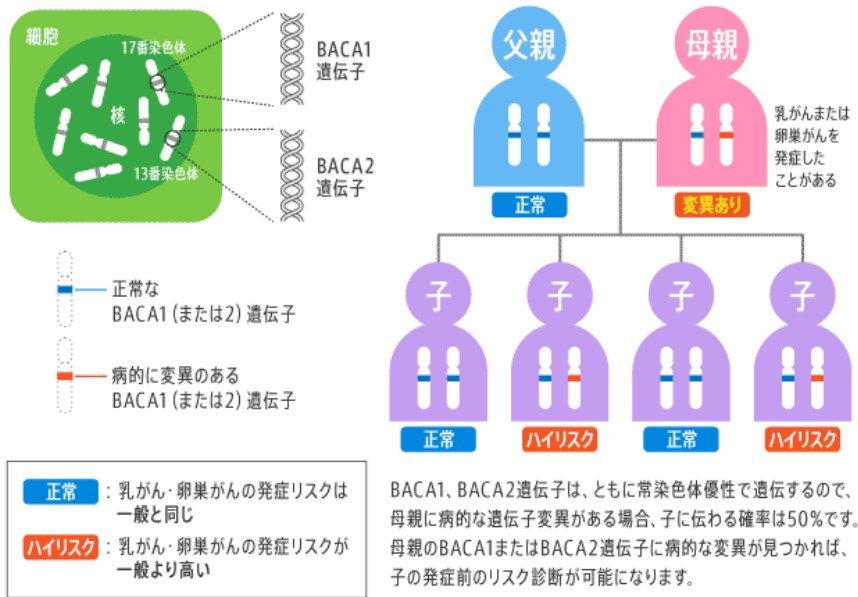 細胞
17番染色体
核
13番染色体
BACA1
遺伝子
BACA2
遺伝子
正常な
BACA1（または2）遺伝子
病的に変異のある
BACA1（または2）遺伝子
父親
母親
正常
変異あり
乳がんまたは
卵巣がんを
発症した
ことがある
子
子
子
子
正常
ハイリスク
正常
ハイリスク
正常：乳がん・卵巣がんの発症リスクは
一般と同じ
ハイリスク：乳がん・卵巣がんの発症リスクが
一般より高い
BACA1、BACA2遺伝子は、ともに常染色体優性で遺伝するので、
母親に病的な遺伝子変異がある場合、子に伝わる確率は50%です。
母親のBACA1またはBACA2遺伝子に病的な変異が見つかれば、
子の発症前のリスク診断が可能になります。